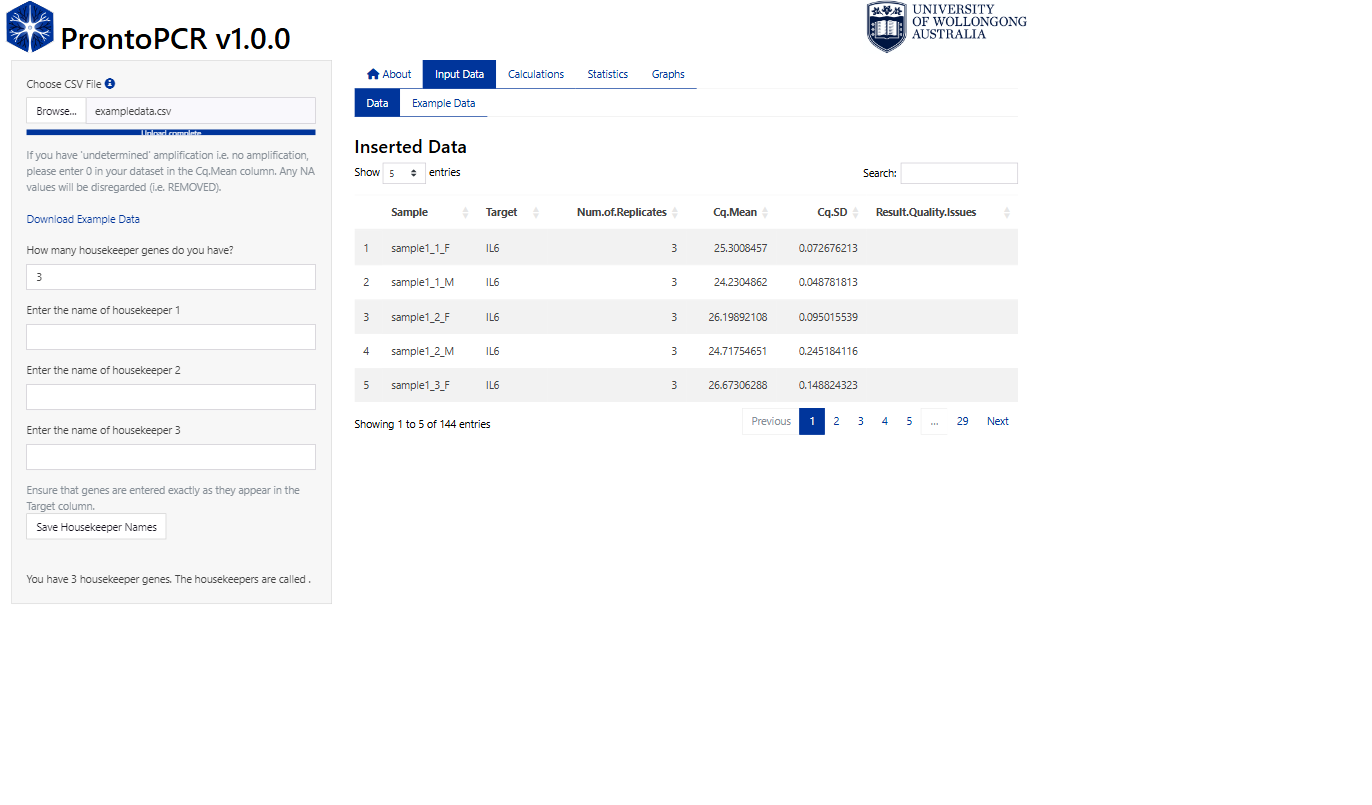 ProntoPCR v1.0.0
UNIVERSITY
OF WOLLONGONG
AUSTRALIA
Choose CSV File
Browse... exampledata.csv
Upload complete
If you have 'undetermined' amplification i.e. no amplification,
please enter 0 in your dataset in the Cq.Mean column. Any NA
values will be disregarded (i.e. REMOVED).
Download Example Data
How many housekeeper genes do you have?
3
Enter the name of housekeeper 1
Enter the name of housekeeper 2
Enter the name of housekeeper 3
Ensure that genes are entered exactly as they appear in the
Target column.
Save Housekeeper Names
You have 3 housekeeper genes. The housekeepers are called .
About Input Data Calculations Statistics Graphs
Data Example Data
Inserted Data
Show 5 entries Search:
Sample Target Num.of.Replicates Cq.Mean Cq.SD Result.Quality.Issues
1 sample1_1_F IL6 3 25.3008457 0.072676213
2 sample1_1_M IL6 3 24.2304862 0.048781813
3 sample1_2_F IL6 3 26.19892108 0.095015539
4 sample1_2_M IL6 3 24.71754651 0.245184116
5 sample1_3_F IL6 3 26.67306288 0.148824323
Showing 1 to 5 of 144 entries Previous 1 2 3 4 5 ... 29 Next